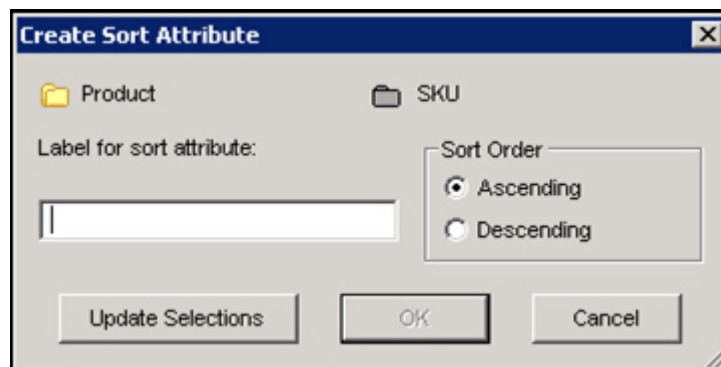 Create Sort Attribute
Product SKU
Label for sort attribute:
Sort Order
Ascending
Descending
Update Selections OK Cancel